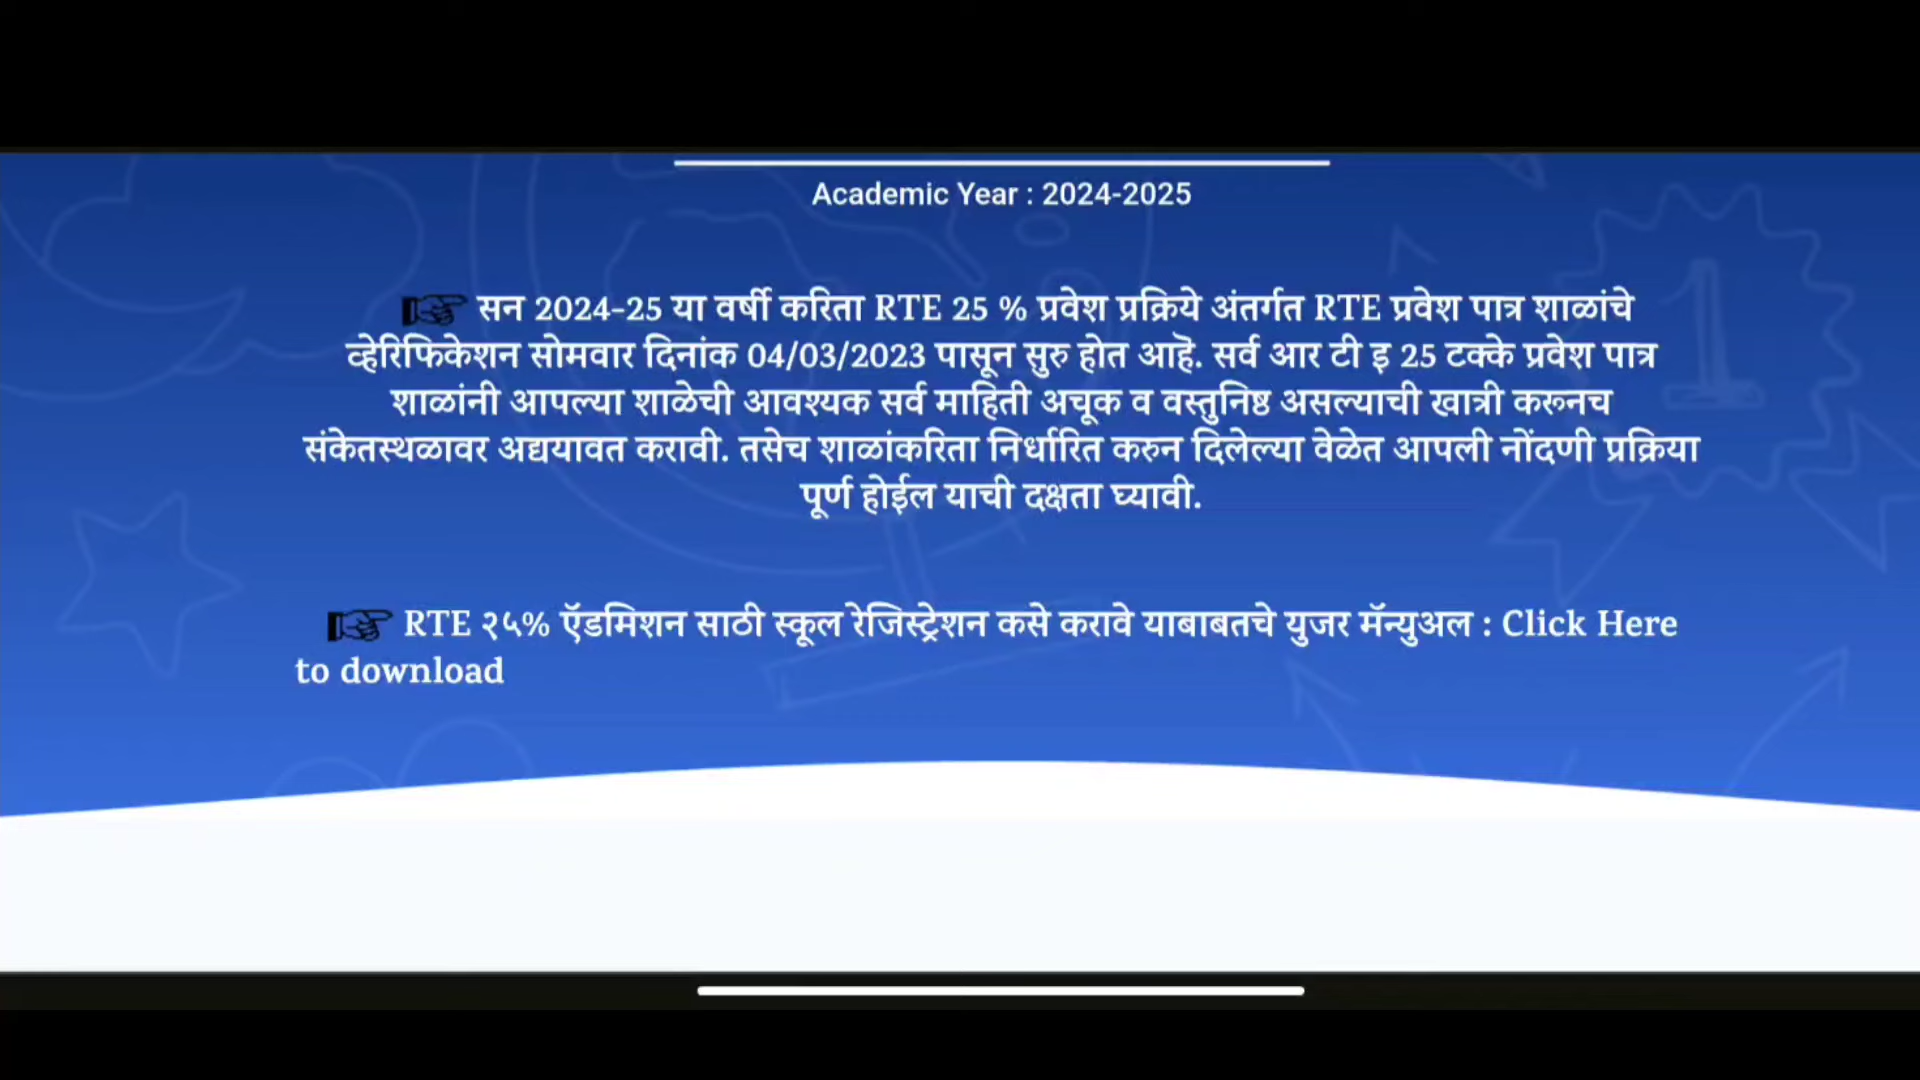 Academic Year : 2024-2025
सन 2024-25 या वर्षी करिता RTE 25 % प्रवेश प्रक्रिये अंतर्गत RTE प्रवेश पात्र शाळांचे
व्हेरिफिकेशन सोमवार दिनांक 04/03/2023 पासून सुरु होत आहे. सर्व आर टी इ 25 टक्के प्रवेश पात्र
शाळांनी आपल्या शाळेची आवश्यक सर्व माहिती अचूक व वस्तुनिष्ठ असल्याची खात्री करूनच
संकेतस्थळावर अद्ययावत करावी. तसेच शाळांकरिता निर्धारित करुन दिलेल्या वेळेत आपली नोंदणी प्रक्रिया
पूर्ण होईल याची दक्षता घ्यावी.
RTE २५% ऍडमिशन साठी स्कूल रेजिस्ट्रेशन कसे करावे याबाबतचे युजर मॅन्युअल : Click Here
to download